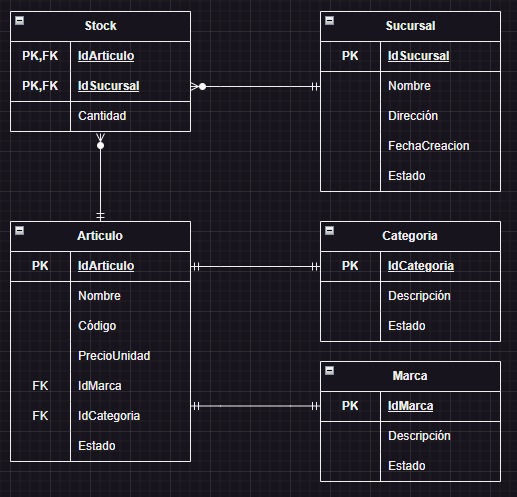 Stock
PK,FK IdArticulo
PK,FK IdSucursal
Cantidad
Sucursal
PK IdSucursal
Nombre
Dirección
FechaCreacion
Estado
Articulo
PK IdArticulo
Nombre
Código
PrecioUnidad
FK IdMarca
FK IdCategoria
Estado
Categoria
PK IdCategoria
Descripción
Estado
Marca
PK IdMarca
Descripción
Estado